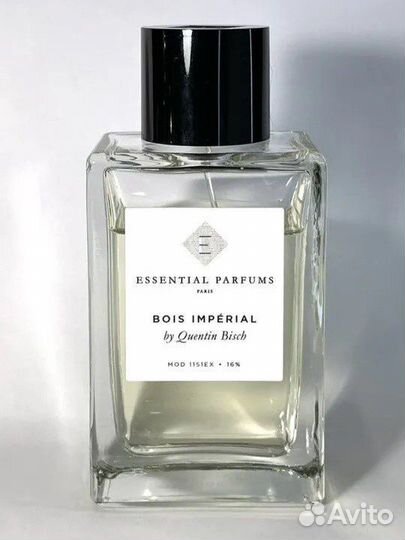 E
ESSENTIAL PARFUMS
PARIS
BOIS IMPÉRIAL
by Quentin Bisch
MOD 1151EX • 16%
Avito